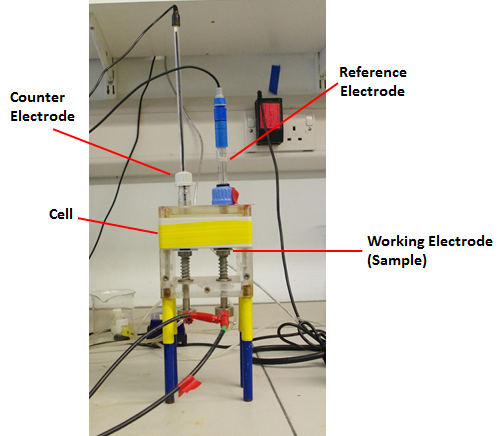 Reference
Electrode
Counter
Electrode
Cell
Working Electrode
(Sample)